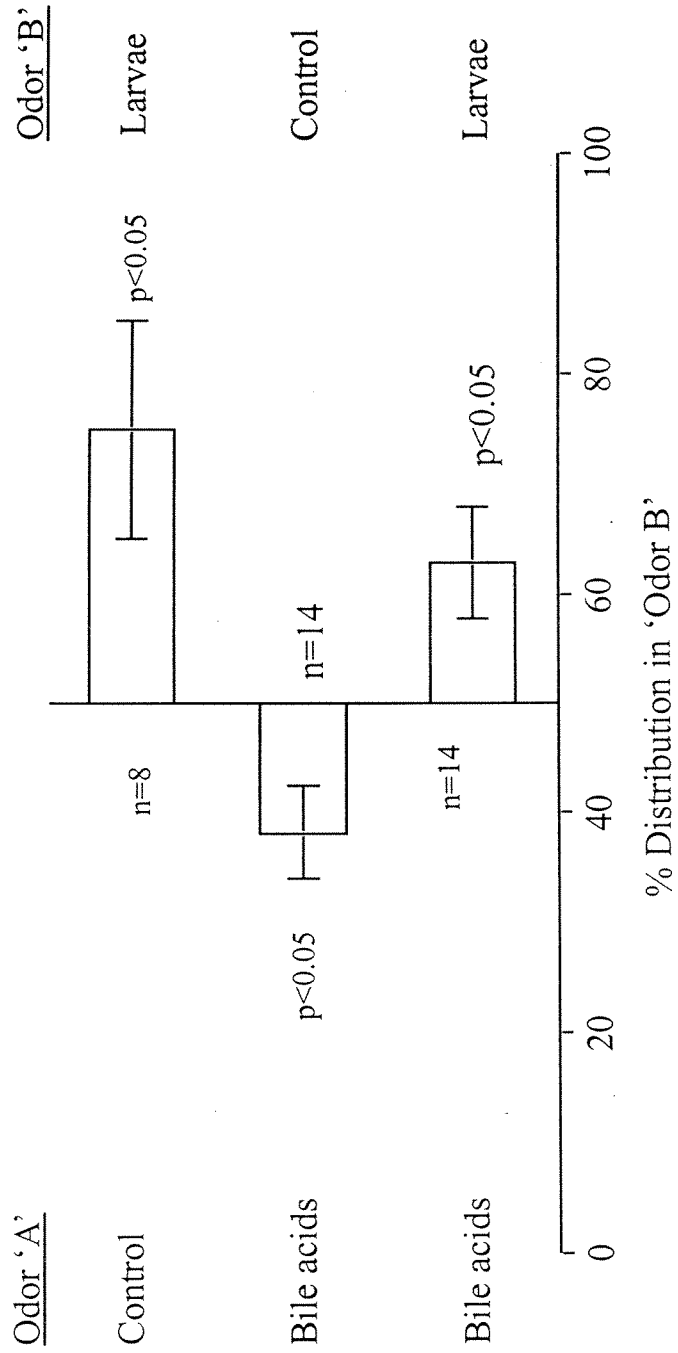 Odor ‘A’ Odor ‘B’
Control n=8 p<0.05 Larvae
Bile acids p<0.05 n=14 Control
Bile acids n=14 p<0.05 Larvae
0 20 40 60 80 100
% Distribution in ‘Odor B’